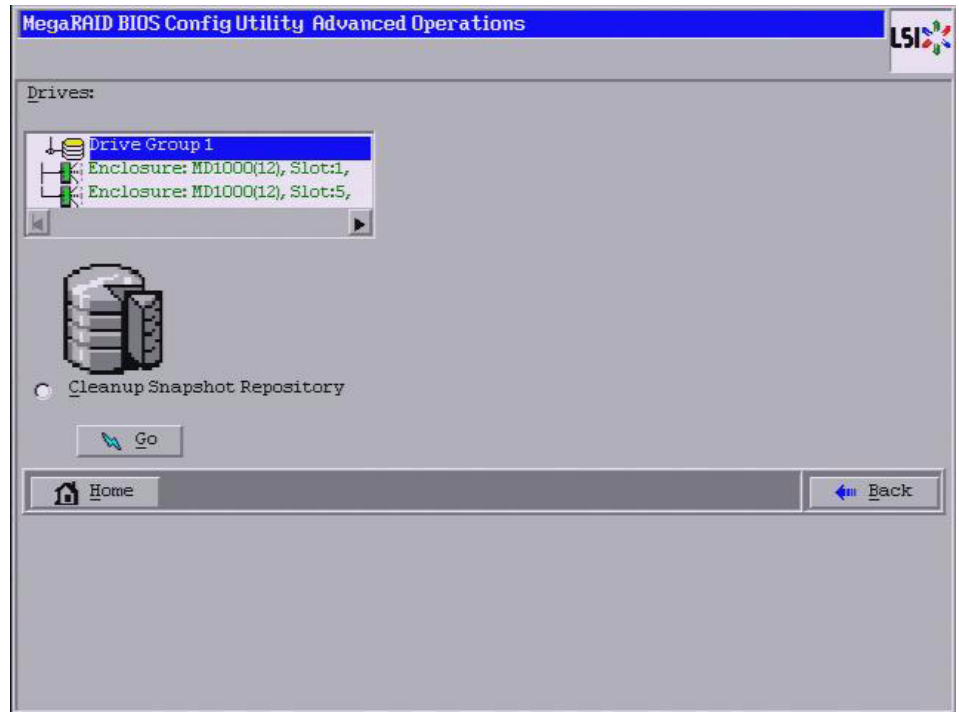 MegaRAID BIOS Config Utility Advanced Operations
LSI
Drives:
Drive Group 1
Enclosure: MD1000(12), Slot:1,
Enclosure: MD1000(12), Slot:5,
Cleanup Snapshot Repository
Go
Home
Back